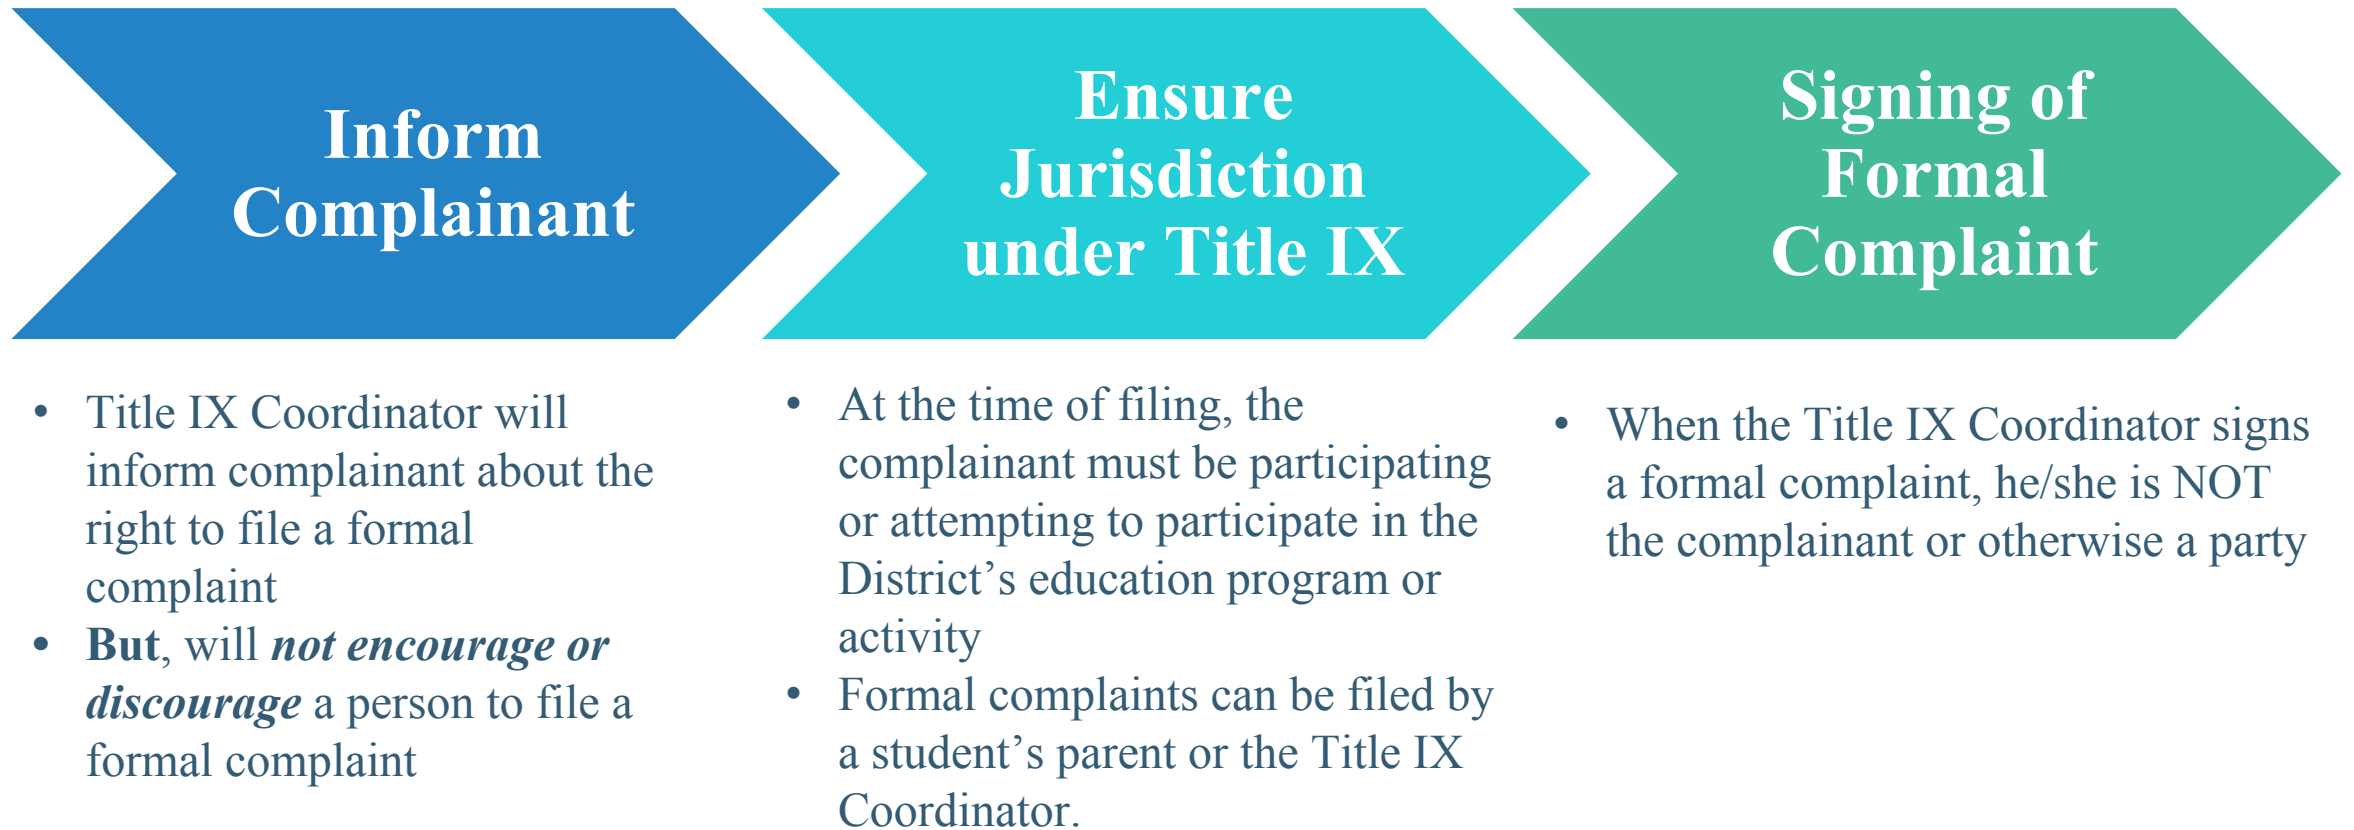 Inform
Complainant
Ensure
Jurisdiction
under Title IX
Signing of
Formal
Complaint
• Title IX Coordinator will
inform complainant about the
right to file a formal
complaint
• But, will not encourage or
discourage a person to file a
formal complaint
• At the time of filing, the
complainant must be participating
or attempting to participate in the
District’s education program or
activity
• Formal complaints can be filed by
a student’s parent or the Title IX
Coordinator.
• When the Title IX Coordinator signs
a formal complaint, he/she is NOT
the complainant or otherwise a party